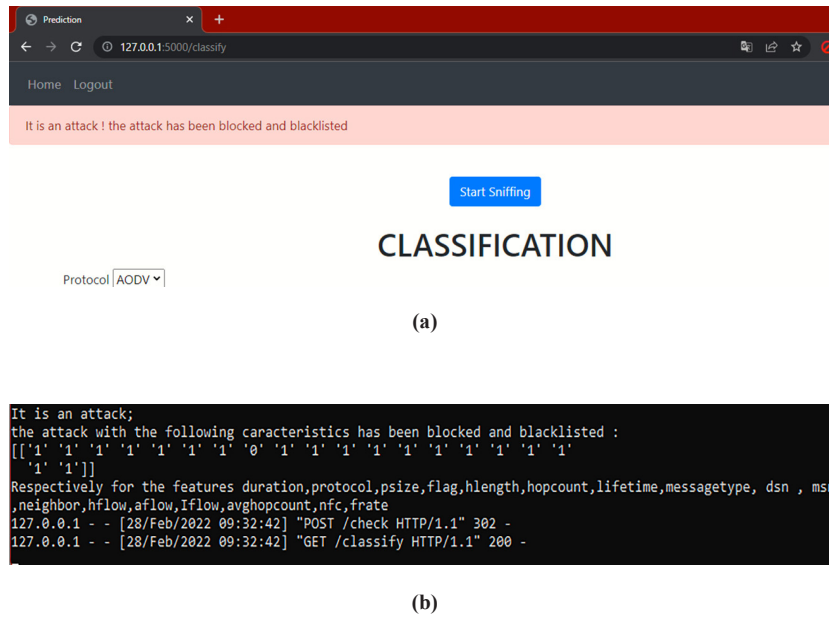 Prediction
127.0.0.1:5000/classify
Home Logout
It is an attack ! the attack has been blocked and blacklisted
Start Sniffing
CLASSIFICATION
Protocol AODV
(a)
It is an attack;
the attack with the following caracteristics has been blocked and blacklisted :
[['1' '1' '1' '1' '1' '1' '1' '0' '1' '1' '1' '1' '1' '1' '1' '1' '1' '1'
'1' '1']]
Respectively for the features duration,protocol,psize,flag,hlength,hopcount,lifetime,messagetype, dsn ,
,neighbor,hflow,aflow,Iflow,avghopcount,nfc,frate
127.0.0.1 - - [28/Feb/2022 09:32:42] "POST /check HTTP/1.1" 302 -
127.0.0.1 - - [28/Feb/2022 09:32:42] "GET /classify HTTP/1.1" 200 -
(b)